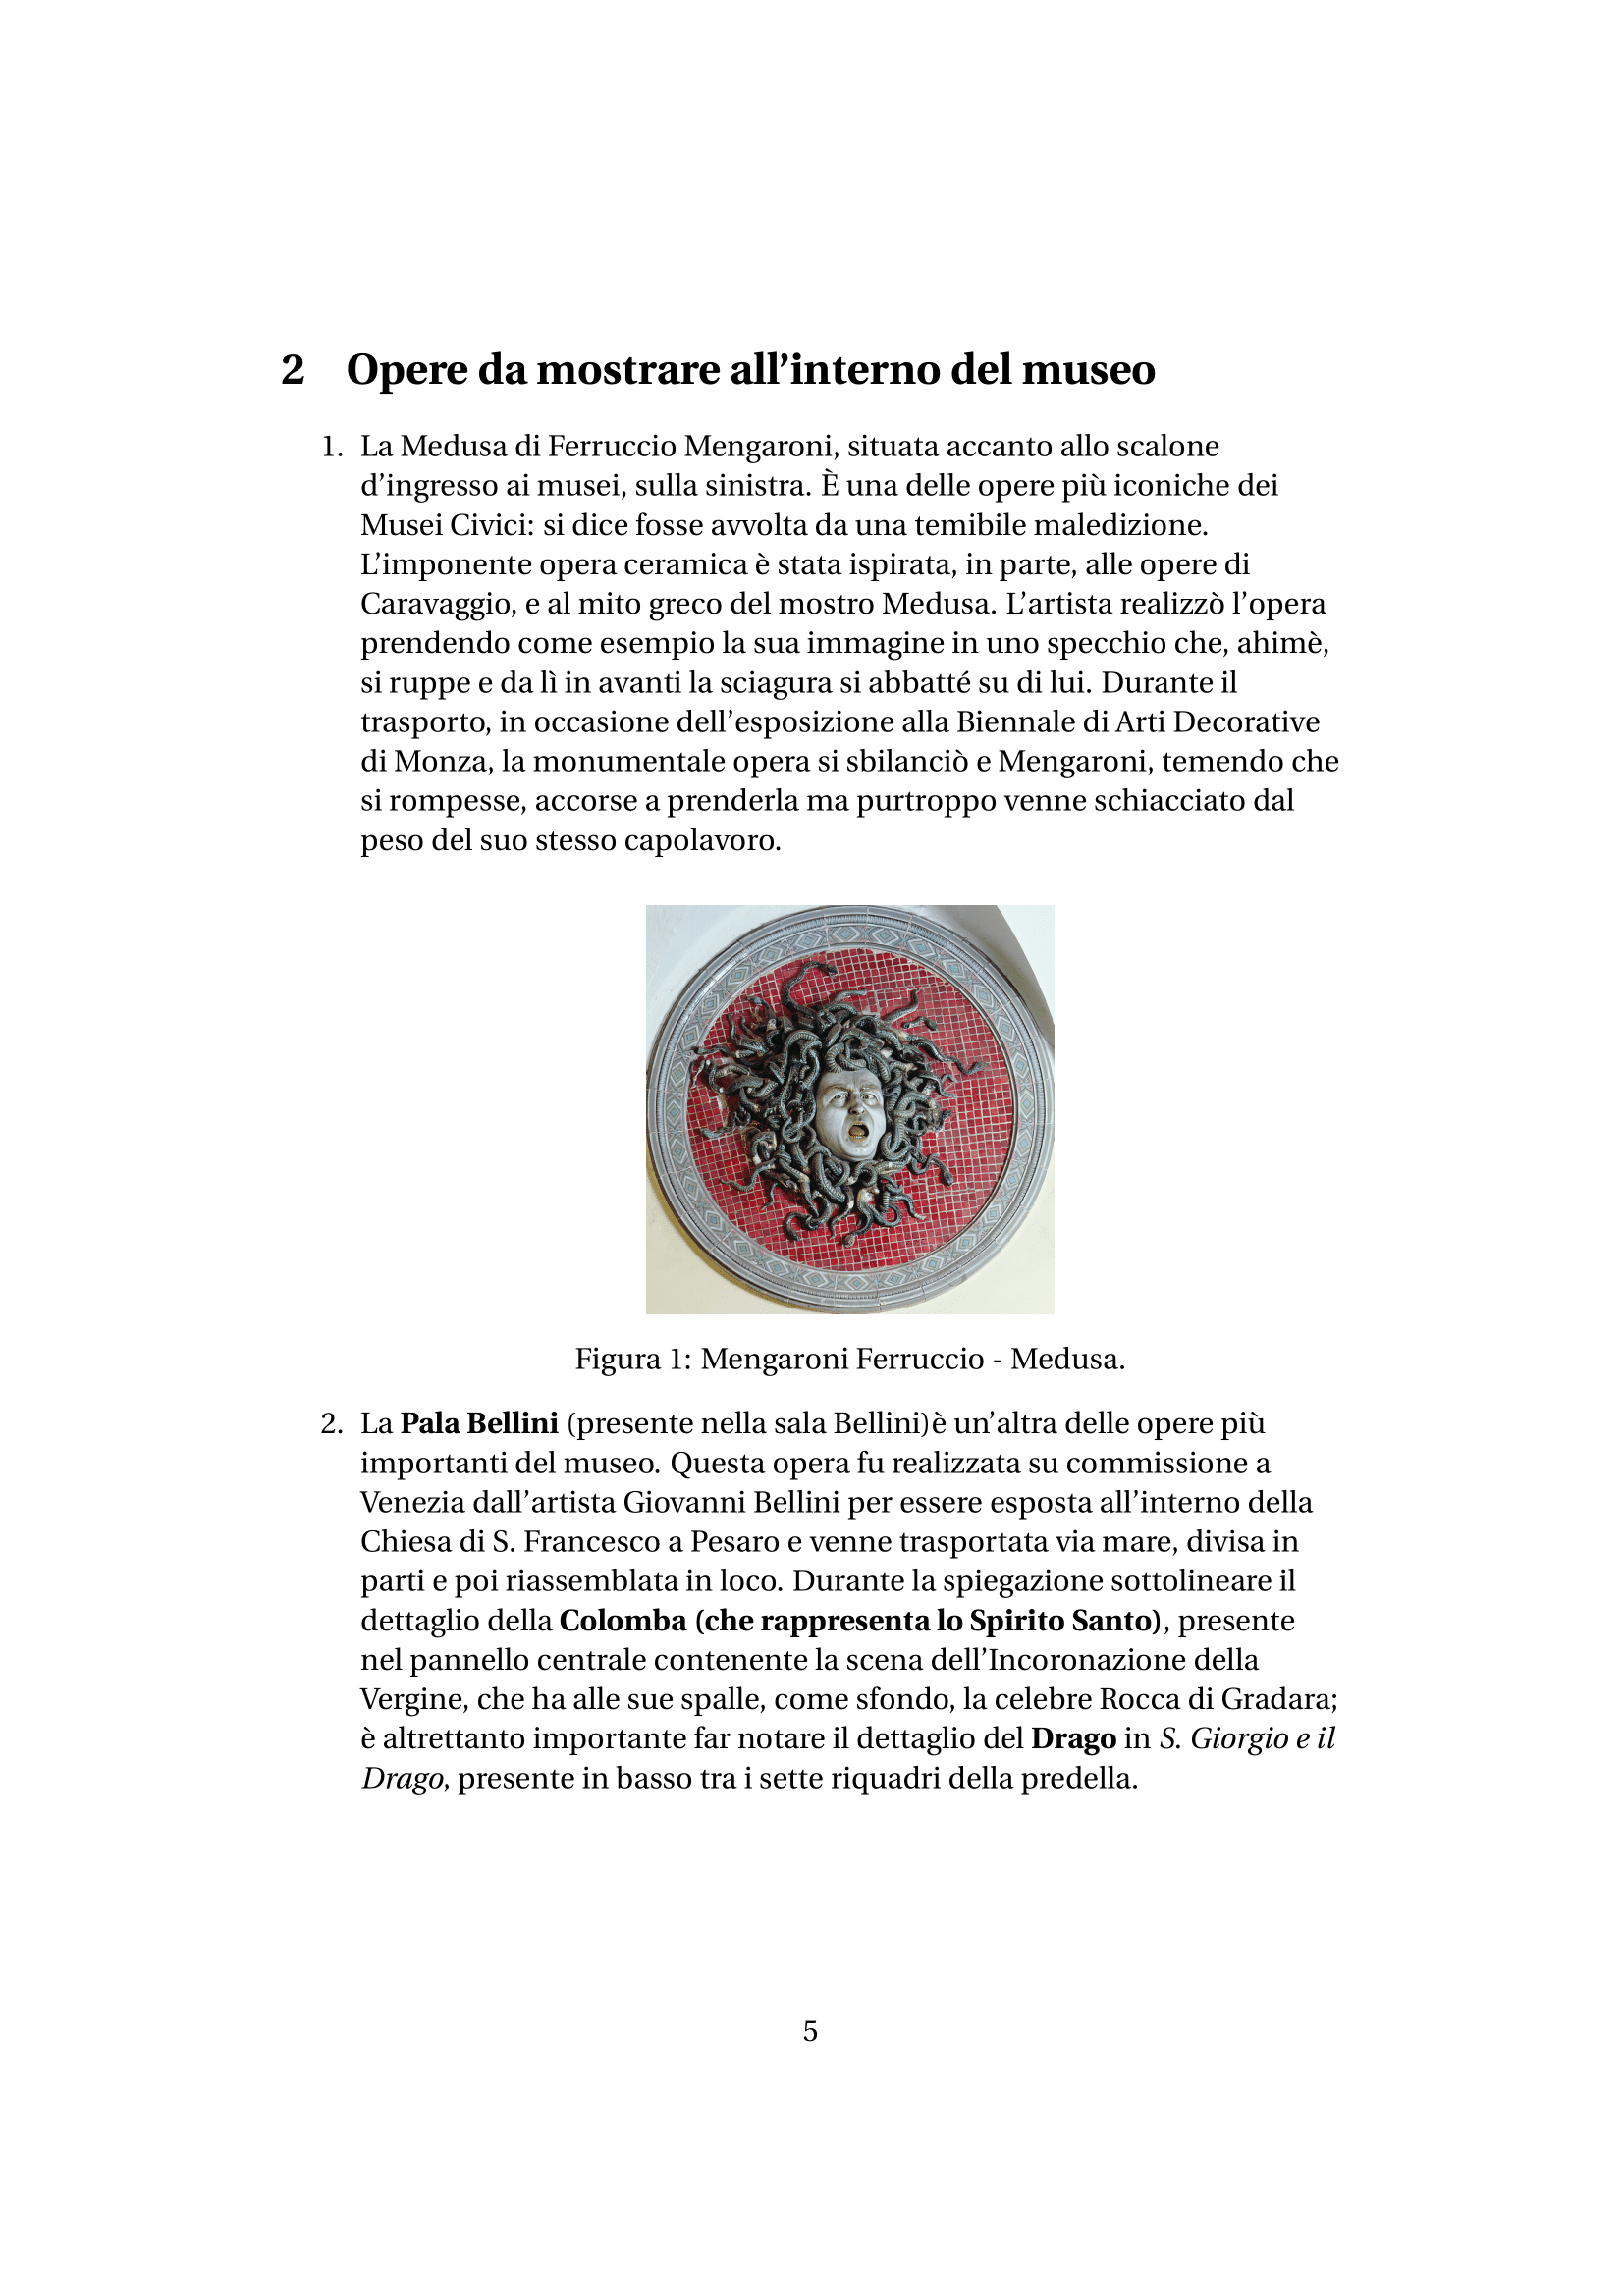 2 Opere da mostrare all’interno del museo
1. La Medusa di Ferruccio Mengaroni, situata accanto allo scalone
d’ingresso ai musei, sulla sinistra. È una delle opere più iconiche dei
Musei Civici: si dice fosse avvolta da una temibile maledizione.
L’imponente opera ceramica è stata ispirata, in parte, alle opere di
Caravaggio, e al mito greco del mostro Medusa. L’artista realizzò l’opera
prendendo come esempio la sua immagine in uno specchio che, ahimè,
si ruppe e da lì in avanti la sciagura si abbatté su di lui. Durante il
trasporto, in occasione dell’esposizione alla Biennale di Arti Decorative
di Monza, la monumentale opera si sbilanciò e Mengaroni, temendo che
si rompesse, accorse a prenderla ma purtroppo venne schiacciato dal
peso del suo stesso capolavoro.
Figura 1: Mengaroni Ferruccio - Medusa.
2. La Pala Bellini (presente nella sala Bellini)è un’altra delle opere più
importanti del museo. Questa opera fu realizzata su commissione a
Venezia dall’artista Giovanni Bellini per essere esposta all’interno della
Chiesa di S. Francesco a Pesaro e venne trasportata via mare, divisa in
parti e poi riassemblata in loco. Durante la spiegazione sottolineare il
dettaglio della Colomba (che rappresenta lo Spirito Santo), presente
nel pannello centrale contenente la scena dell’Incoronazione della
Vergine, che ha alle sue spalle, come sfondo, la celebre Rocca di Gradara;
è altrettanto importante far notare il dettaglio del Drago in S. Giorgio e il
Drago, presente in basso tra i sette riquadri della predella.
5